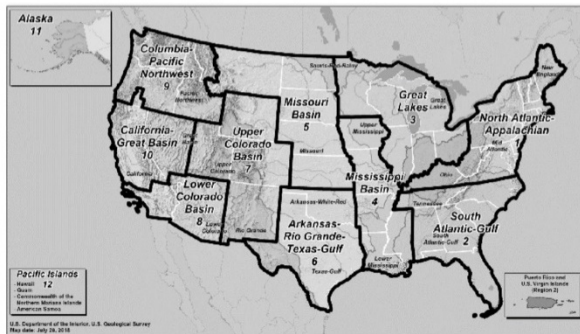 Alaska
11
Columbia-
Pacific
Northwest
9
Pacific
Northwest
Missouri
Basin
5
Missouri
Great
Lakes
3
Great
Lakes
New
England
North Atlantic-
Appalachian
1
Mid
Atlantic
Ohio
Upper
Mississippi
California-
Great Basin
10
California
Upper
Colorado
Basin
7
Upper
Colorado
Lower
Colorado
Basin
8
Lower
Colorado
Rio Grande
Mississippi
Basin
4
Arkansas-White-Red
Arkansas-
Rio Grande-
Texas-Gulf
6
Texas-Gulf
Lower
Mississippi
Tennessee
South
Atlantic-Gulf
2
South
Atlantic-Gulf
Pacific Islands
12
- Hawaii
- Guam
- Commonwealth of the
Northern Mariana Islands
- American Samoa
Puerto Rico and
U.S. Virgin Islands
(Region 2)
U.S. Department of the Interior, U.S. Geological Survey
Map date: July 26, 2018